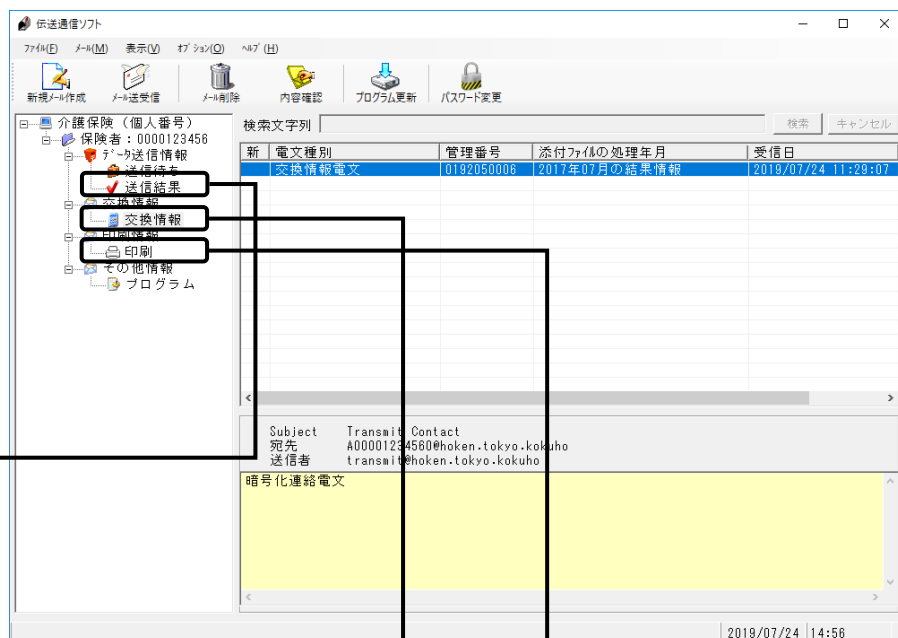 伝送通信ソフト
ファイル(F) メール(M) 表示(V) オプション(O) ヘルプ(H)
新規メール作成 メール送受信 メール削除 内容確認 プログラム更新 パスワード変更
介護保険（個人番号）
保険者：0000123456
データ送信情報
送信待ち
送信結果
交換情報
交換情報
印刷情報
印刷
その他情報
プログラム
検索文字列 検索 キャンセル
新 電文種別 管理番号 添付ファイルの処理年月 受信日
交換情報電文 0192050006 2017年07月の結果情報 2019/07/24 11:29:07
Subject Transmit Contact
宛先 A00001234560@hoken.tokyo.kokuho
送信者 transmit@hoken.tokyo.kokuho
暗号化連絡電文
2019/07/24 14:56